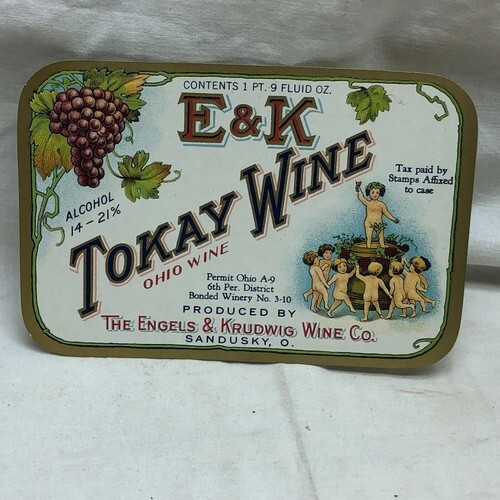 CONTENTS 1 PT. 9 FLUID OZ.
E & K
TOKAY WINE
OHIO WINE
ALCOHOL
14 - 21%
Tax paid by
Stamps Affixed
to case
Permit Ohio A-9
6th Per. District
Bonded Winery No. 3-10
PRODUCED BY
THE ENGELS & KRUDWIG WINE CO.
SANDUSKY, O.